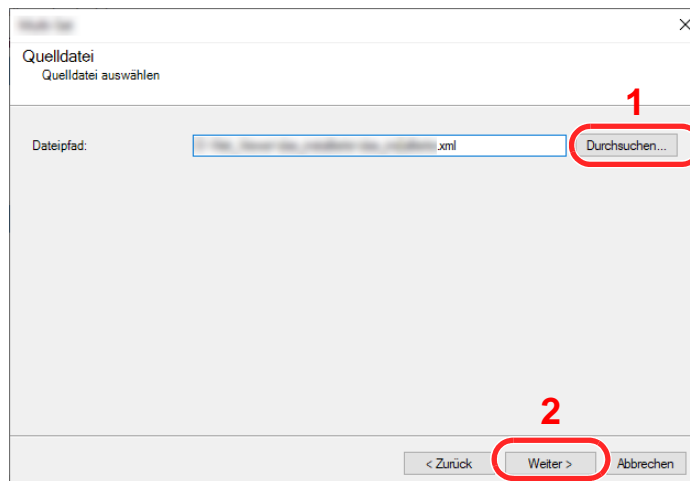 Quelldatei
Quelldatei auswählen
1
Dateipfad: .xml Durchsuchen...
2
< Zurück Weiter > Abbrechen